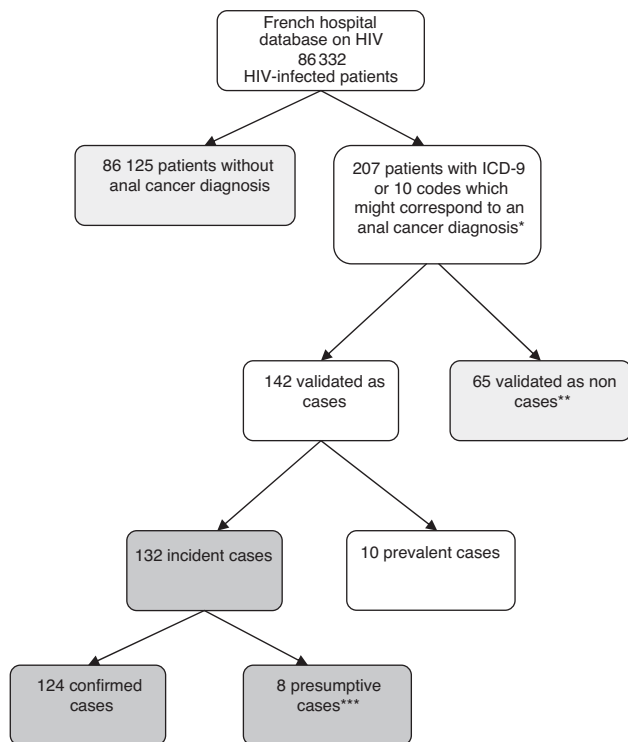 French hospital
database on HIV
86 332
HIV-infected patients
86 125 patients without
anal cancer diagnosis
207 patients with ICD-9
or 10 codes which
might correspond to an
anal cancer diagnosis*
142 validated as
cases
65 validated as non
cases**
132 incident cases
10 prevalent cases
124 confirmed
cases
8 presumptive
cases***